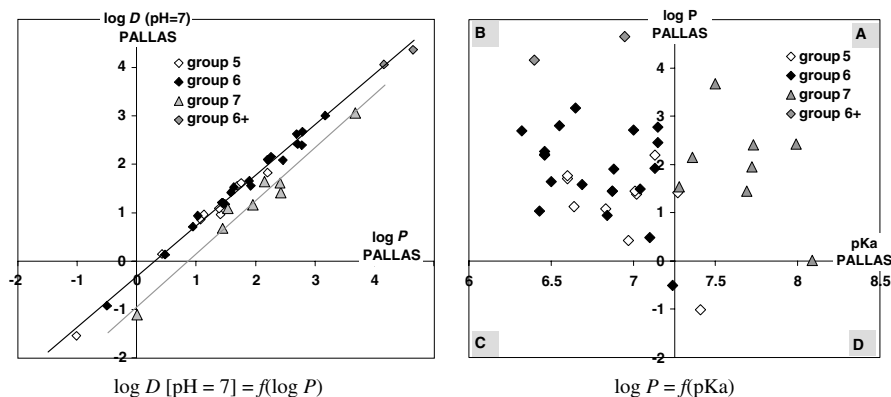 log D (pH=7)
PALLAS
group 5
group 6
group 7
group 6+
4
3
2
1
0
-1
-2
-2 -1 0 1 2 3 4
log P
PALLAS
log D [pH = 7] = f(log P)
B
A
log P
PALLAS
group 5
group 6
group 7
group 6+
4
3
2
1
0
-1
-2
pKa
PALLAS
6 6.5 7 7.5 8 8.5
C
D
log P = f(pKa)